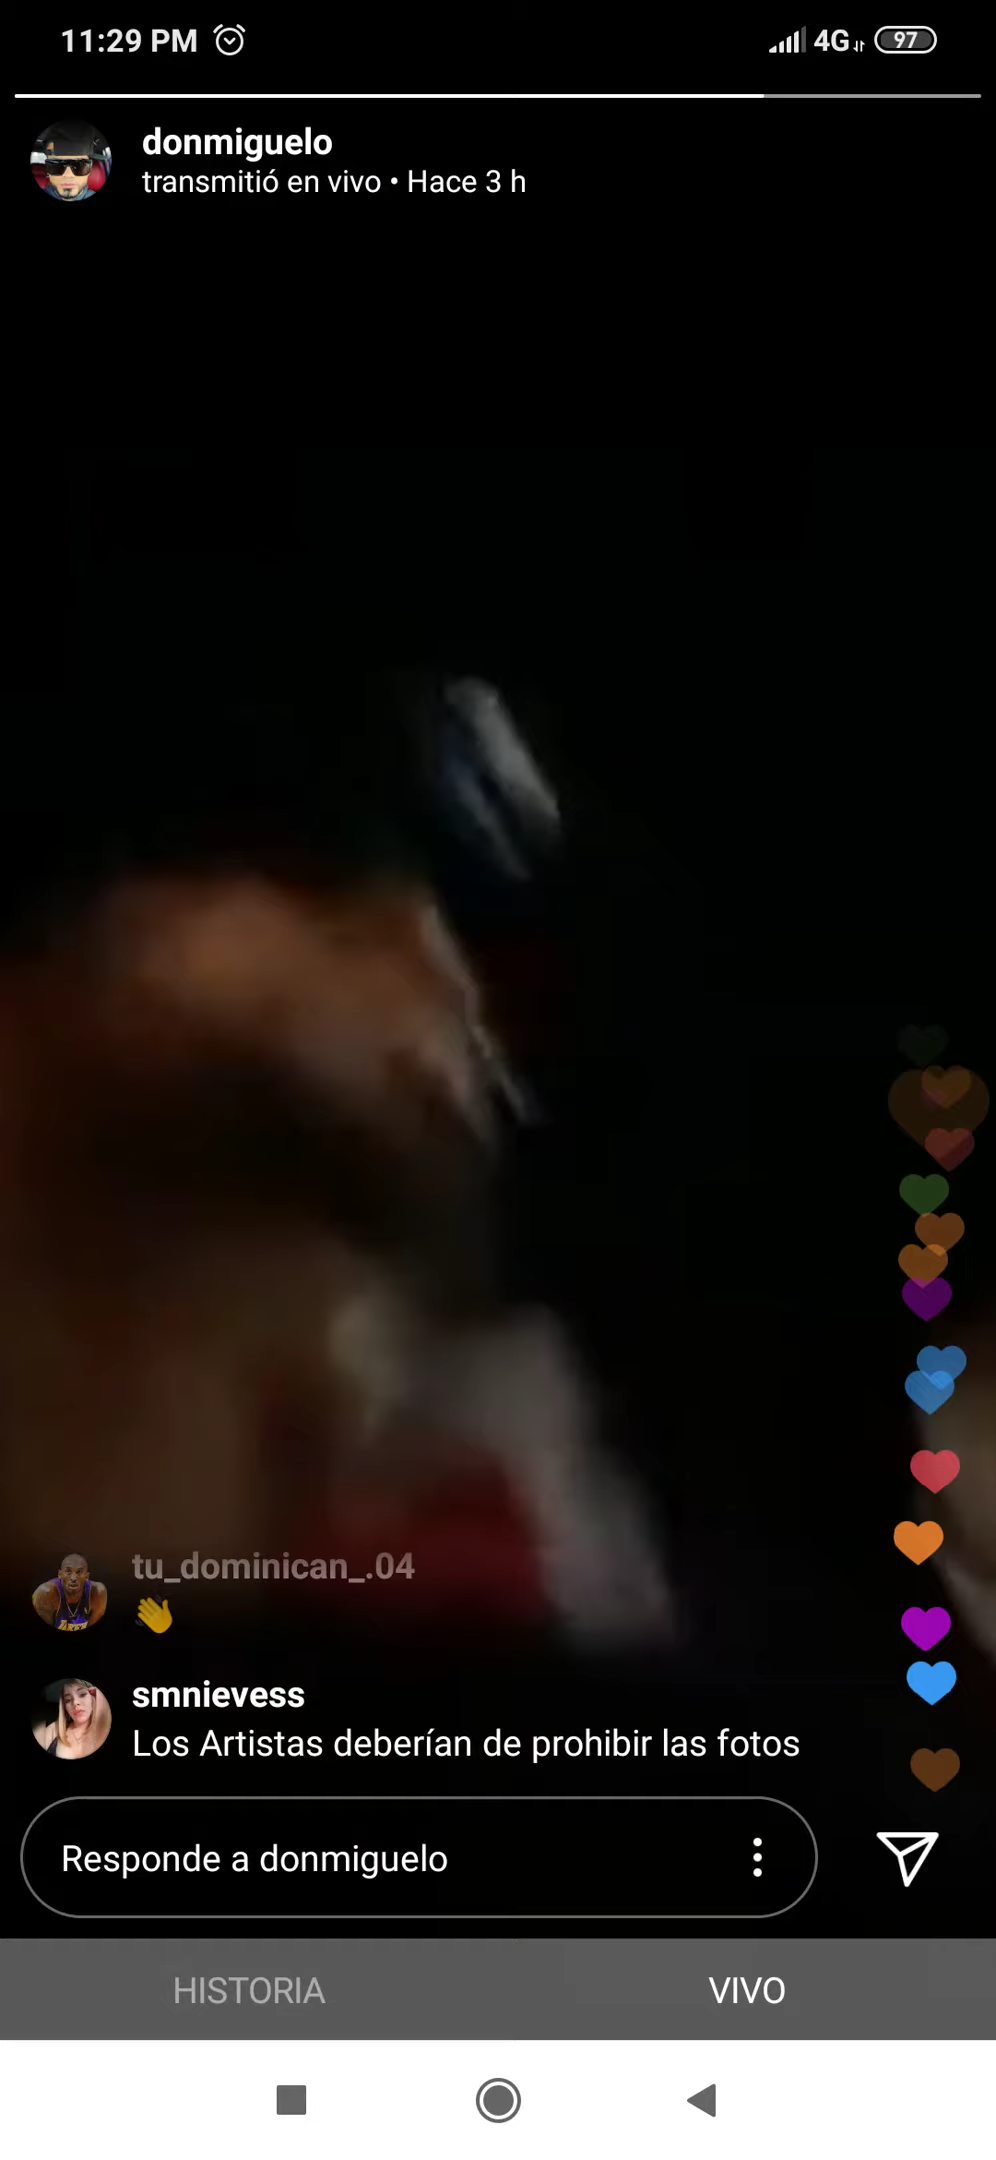 11:29 PM 4G 97
donmiguelo
transmitió en vivo • Hace 3 h
tu_dominican_.04
👋
smnievess
Los Artistas deberían de prohibir las fotos
Responde a donmiguelo
HISTORIA VIVO